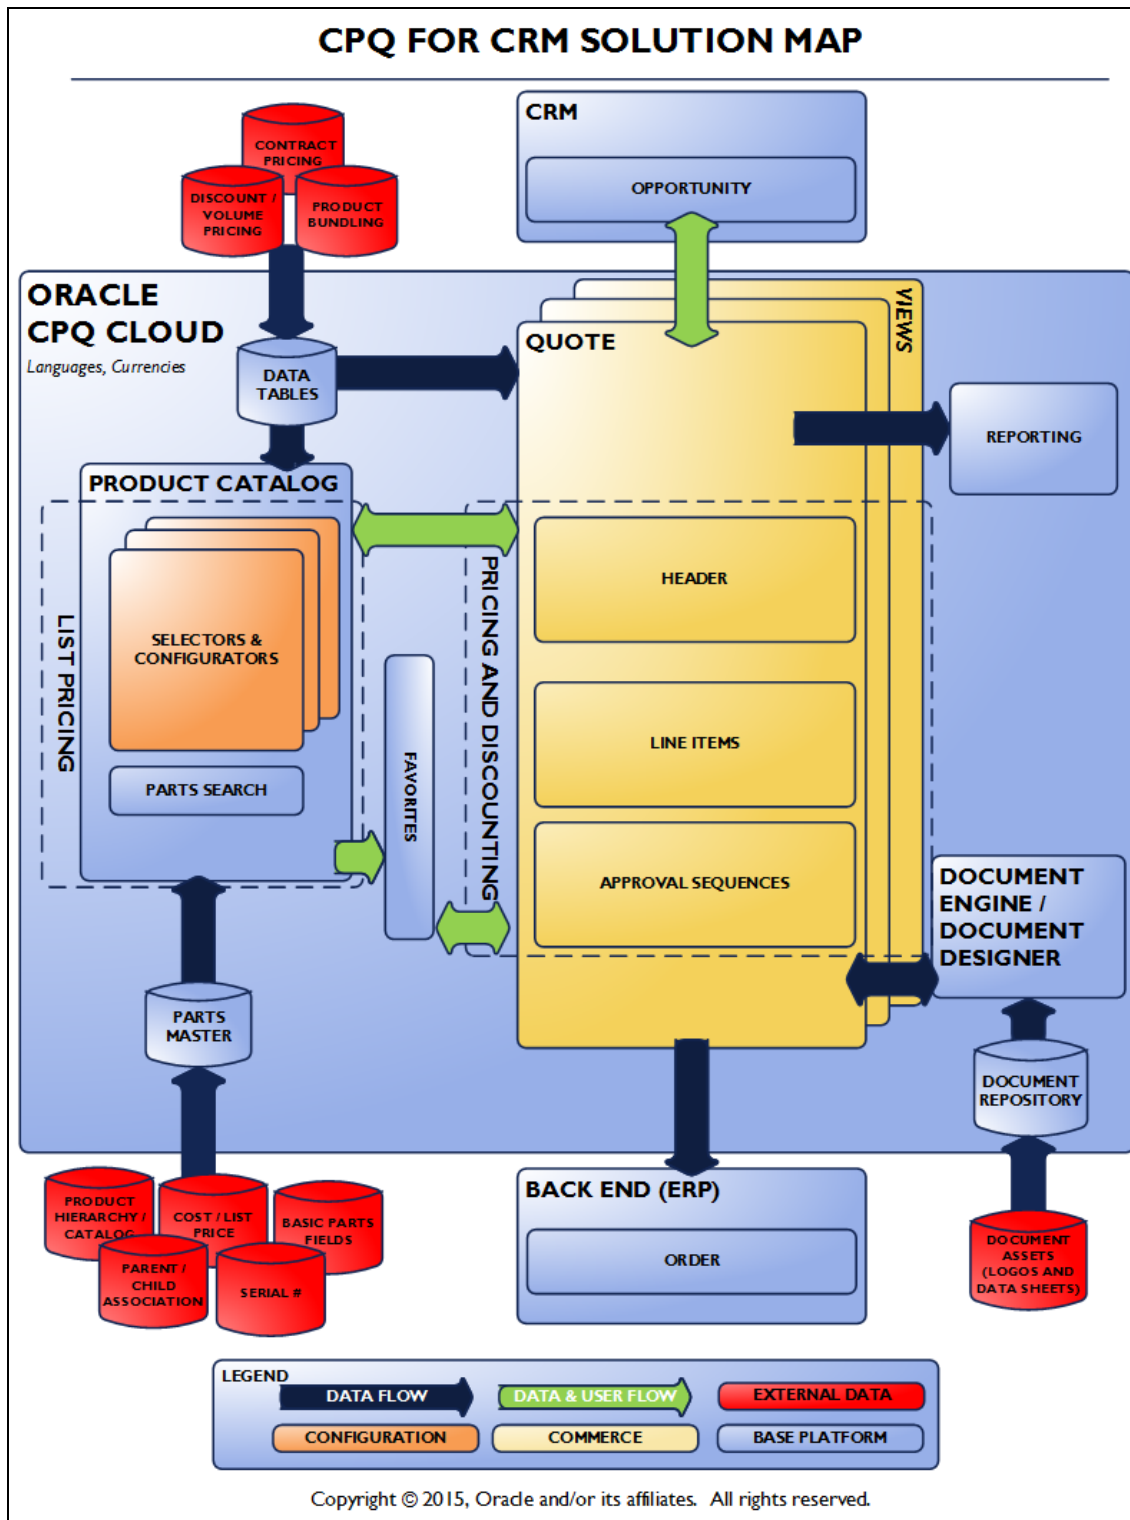 CPQ FOR CRM SOLUTION MAP
CONTRACT
PRICING
DISCOUNT /
VOLUME
PRICING
PRODUCT
BUNDLING
CRM
OPPORTUNITY
ORACLE
CPQ CLOUD
Languages, Currencies
DATA
TABLES
QUOTE
VIEWS
REPORTING
PRODUCT CATALOG
LIST PRICING
SELECTORS &
CONFIGURATORS
PARTS SEARCH
FAVORITES
PRICING AND DISCOUNTING
HEADER
LINE ITEMS
APPROVAL SEQUENCES
DOCUMENT
ENGINE /
DOCUMENT
DESIGNER
PARTS
MASTER
DOCUMENT
REPOSITORY
PRODUCT
HIERARCHY /
CATALOG
COST / LIST
PRICE
BASIC PARTS
FIELDS
PARENT /
CHILD
ASSOCIATION
SERIAL #
BACK END (ERP)
ORDER
DOCUMENT
ASSETS
(LOGOS AND
DATA SHEETS)
LEGEND
DATA FLOW
DATA & USER FLOW
EXTERNAL DATA
CONFIGURATION
COMMERCE
BASE PLATFORM
Copyright © 2015, Oracle and/or its affiliates. All rights reserved.